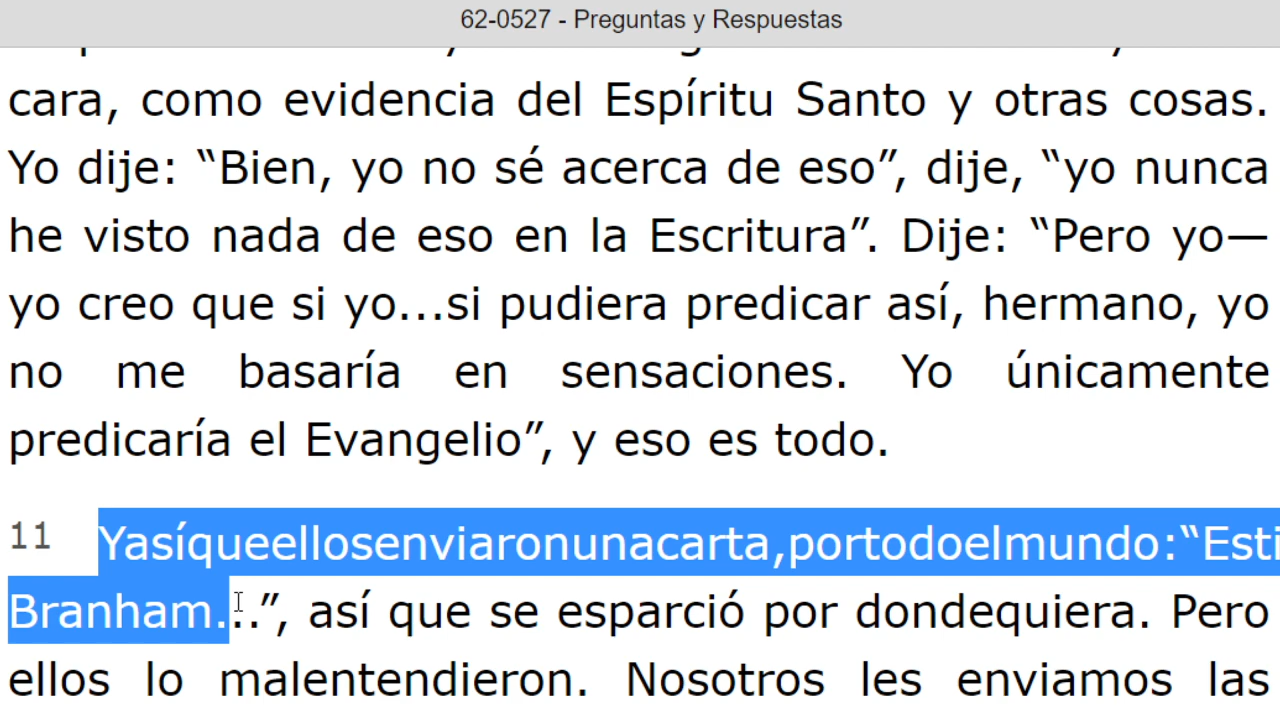 62-0527 - Preguntas y Respuestas
cara, como evidencia del Espíritu Santo y otras cosas.
Yo dije: “Bien, yo no sé acerca de eso”, dije, “yo nunca
he visto nada de eso en la Escritura”. Dije: “Pero yo—
yo creo que si yo...si pudiera predicar así, hermano, yo
no me basaría en sensaciones. Yo únicamente
predicaría el Evangelio”, y eso es todo.
11 Yasíqueellosenviaronunacarta,portodoelmundo:“Esti
Branham...”, así que se esparció por dondequiera. Pero
ellos lo malentendieron. Nosotros les enviamos las